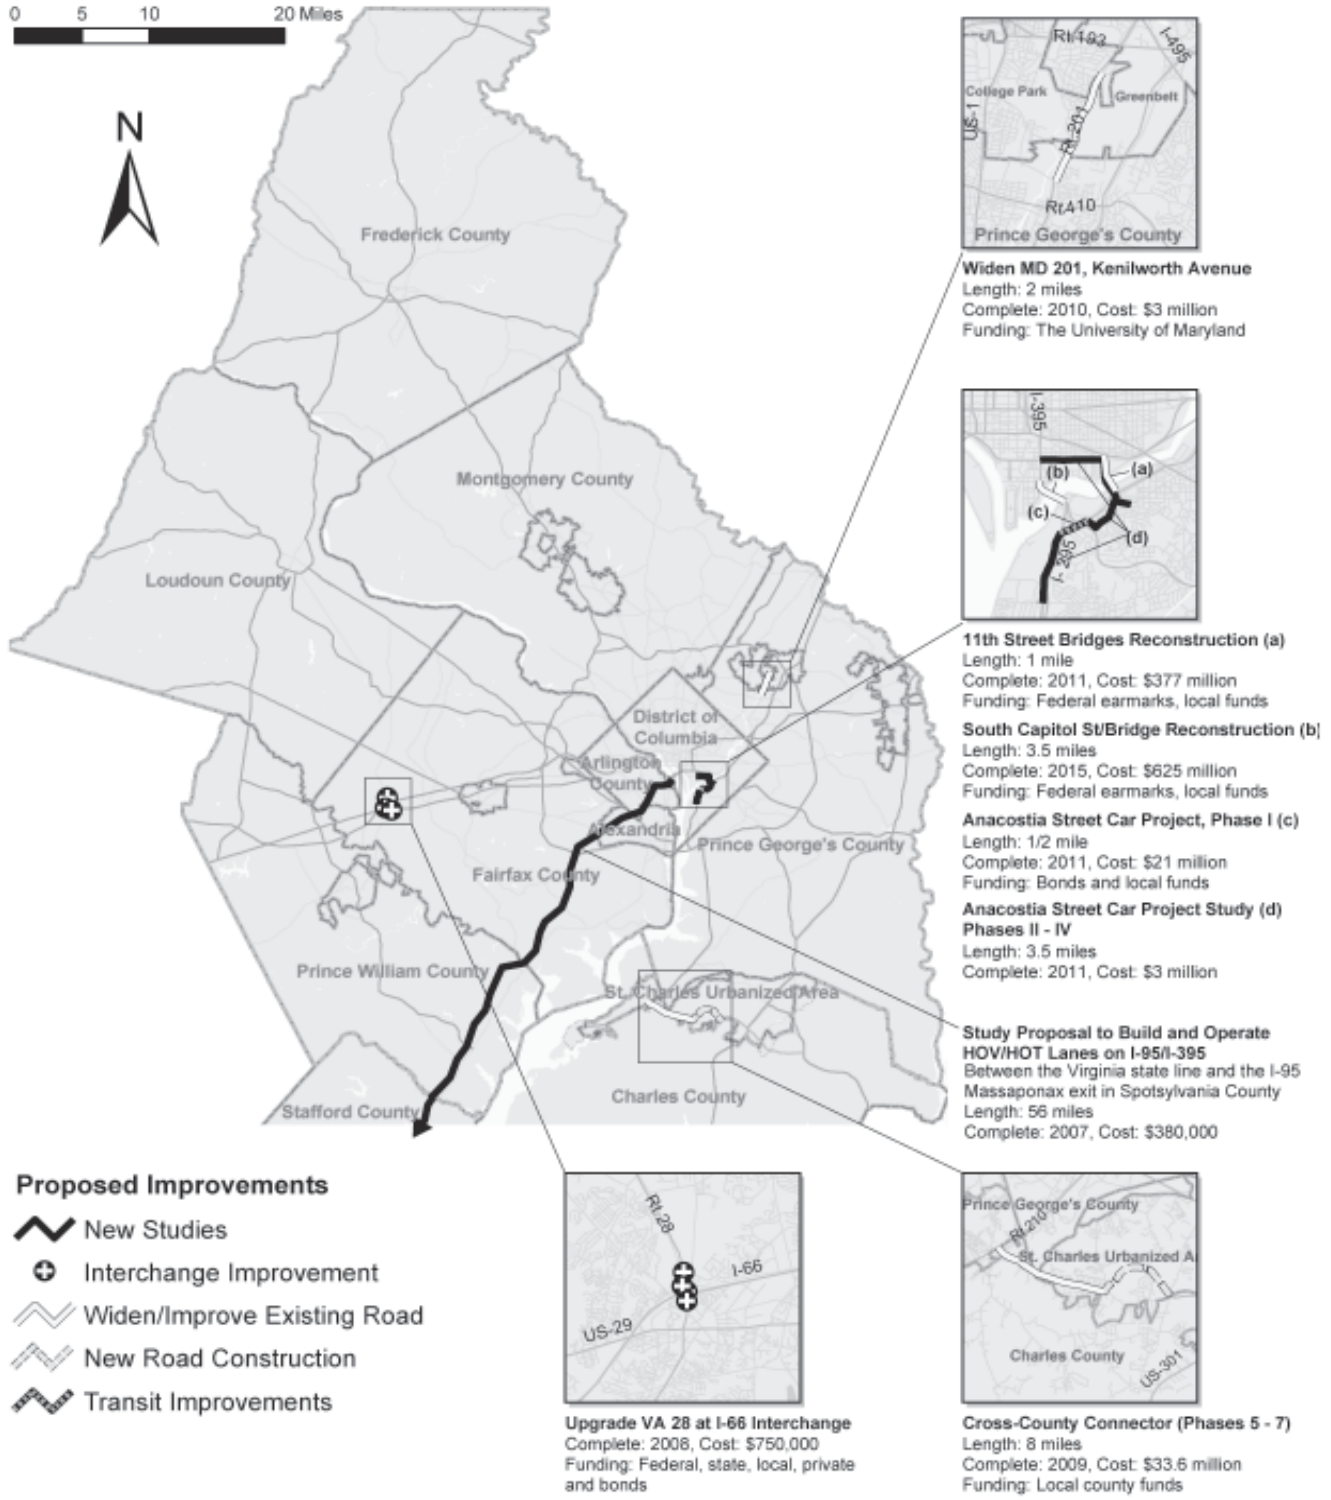 0 5 10 20 Miles
N
Frederick County
Montgomery County
Loudoun County
District of
Columbia
Arlington
County
Alexandria
Prince George's County
Fairfax County
Prince William County
St. Charles Urbanized Area
Charles County
Stafford County
Rt.193
I-495
College Park
Greenbelt
US-1
Rt.201
Rt.410
Prince George's County
Widen MD 201, Kenilworth Avenue
Length: 2 miles
Complete: 2010, Cost: $3 million
Funding: The University of Maryland
I-395
(a)
(b)
(c)
(d)
I- 295
11th Street Bridges Reconstruction (a)
Length: 1 mile
Complete: 2011, Cost: $377 million
Funding: Federal earmarks, local funds
South Capitol St/Bridge Reconstruction (b)
Length: 3.5 miles
Complete: 2015, Cost: $625 million
Funding: Federal earmarks, local funds
Anacostia Street Car Project, Phase I (c)
Length: 1/2 mile
Complete: 2011, Cost: $21 million
Funding: Bonds and local funds
Anacostia Street Car Project Study (d)
Phases II - IV
Length: 3.5 miles
Complete: 2011, Cost: $3 million
Study Proposal to Build and Operate
HOV/HOT Lanes on I-95/I-395
Between the Virginia state line and the I-95
Massaponax exit in Spotsylvania County
Length: 56 miles
Complete: 2007, Cost: $380,000
Proposed Improvements
New Studies
Interchange Improvement
Widen/Improve Existing Road
New Road Construction
Transit Improvements
Rt.28
I-66
US-29
Upgrade VA 28 at I-66 Interchange
Complete: 2008, Cost: $750,000
Funding: Federal, state, local, private
and bonds
Prince George's County
Rt.210
St. Charles Urbanized A
Charles County
US-301
Cross-County Connector (Phases 5 - 7)
Length: 8 miles
Complete: 2009, Cost: $33.6 million
Funding: Local county funds